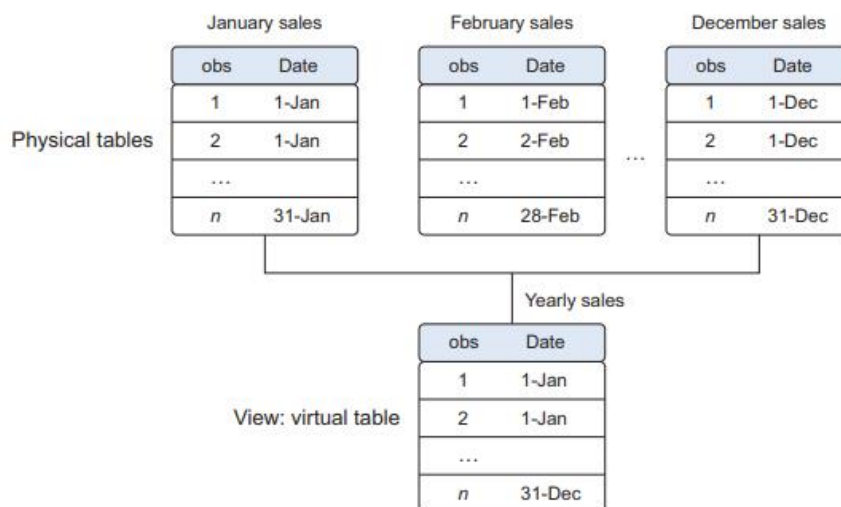 January sales
obs Date
1 1-Jan
2 1-Jan
…
n 31-Jan
February sales
obs Date
1 1-Feb
2 2-Feb
…
n 28-Feb
December sales
obs Date
1 1-Dec
2 1-Dec
…
n 31-Dec
Physical tables
…
Yearly sales
obs Date
1 1-Jan
2 1-Jan
…
n 31-Dec
View: virtual table